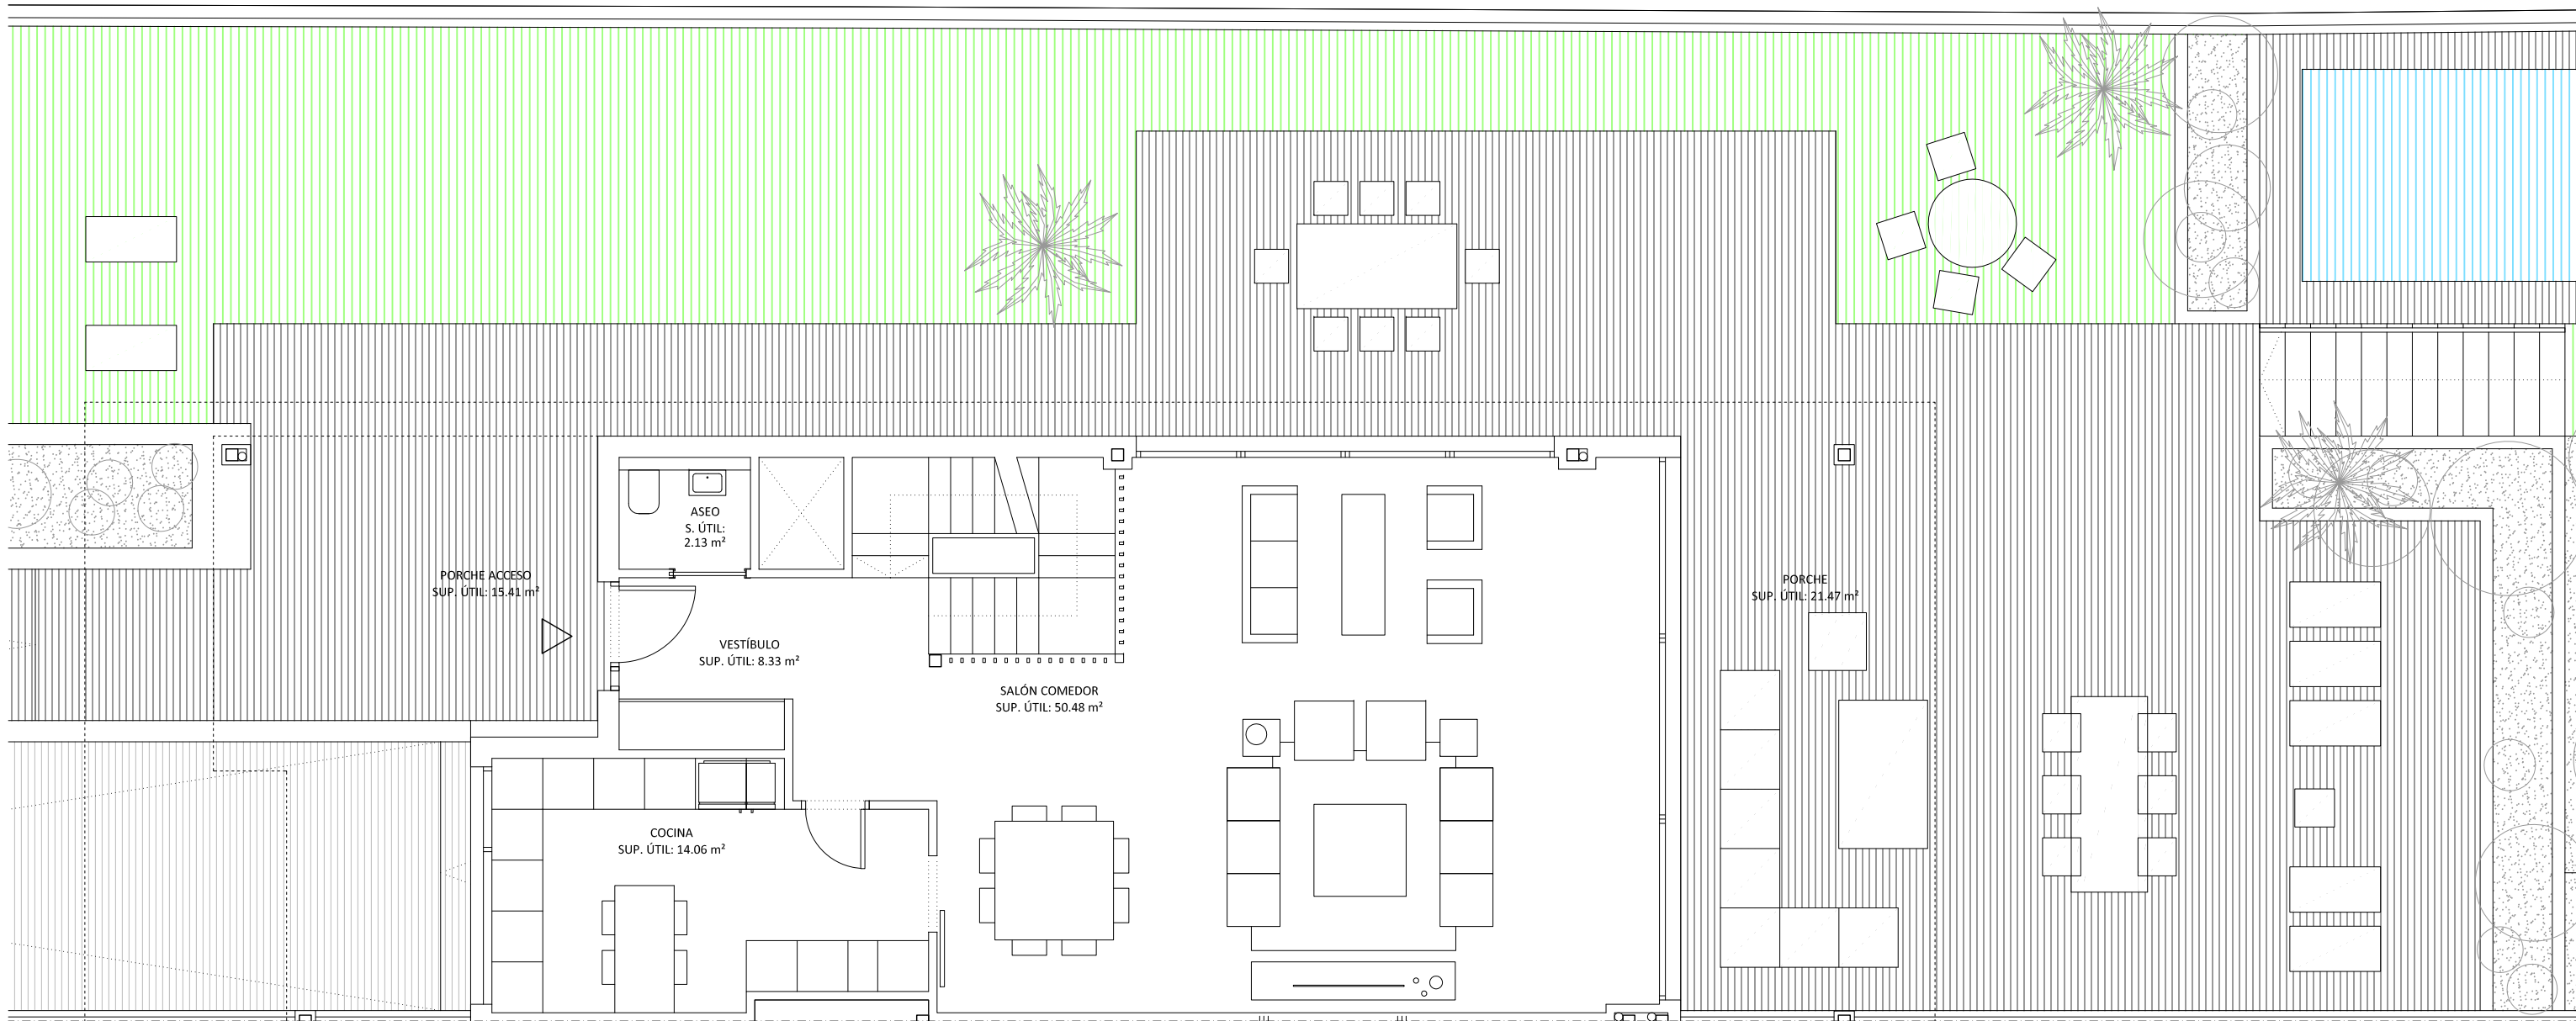 ASEO
S. ÚTIL:
2.13 m²
PORCHE ACCESO
SUP. ÚTIL: 15.41 m²
PORCHE
SUP. ÚTIL: 21.47 m²
VESTÍBULO
SUP. ÚTIL: 8.33 m²
SALÓN COMEDOR
SUP. ÚTIL: 50.48 m²
COCINA
SUP. ÚTIL: 14.06 m²